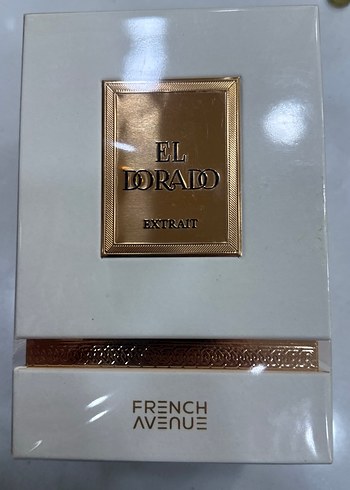 EL
DORADO
EXTRAIT
FRENCH
AVENUE